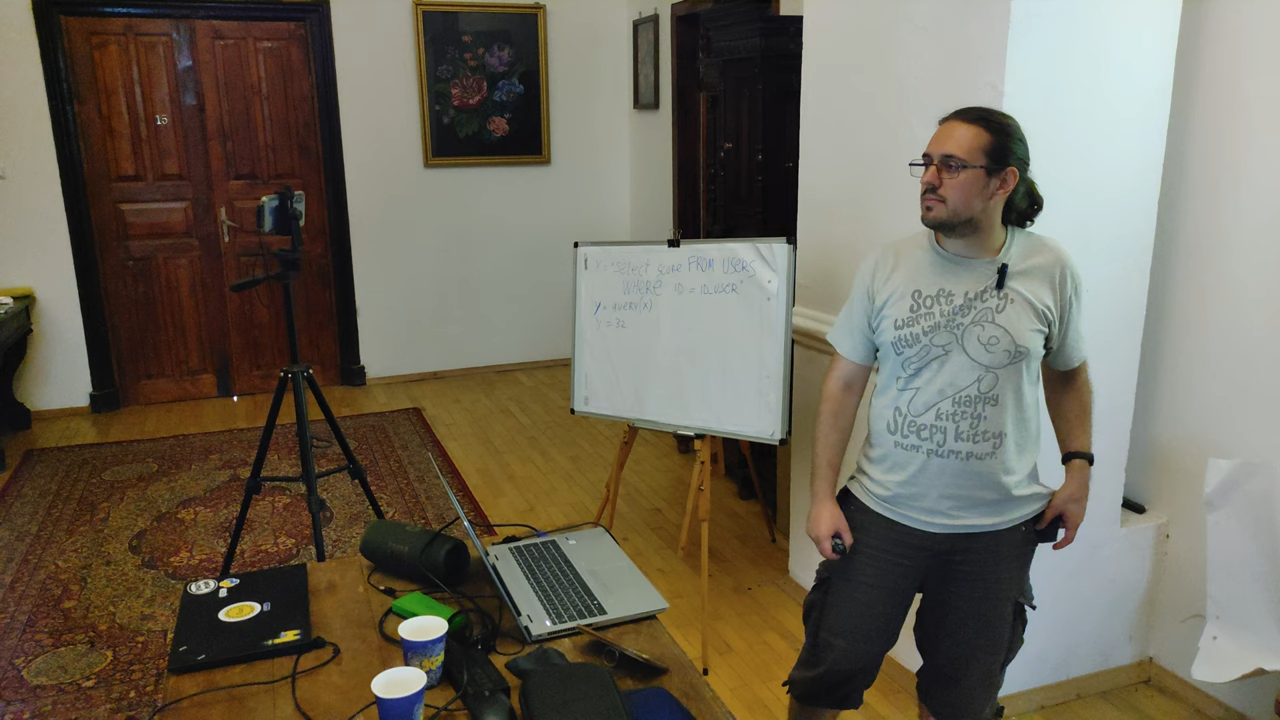 15
X = "select score FROM USERS
WHERE ID = ID_USER"
Y = query(X)
Y = 32
Soft kitty,
warm kitty,
Little ball of fur.
Happy
kitty,
Sleepy kitty,
purr. purr. purr.